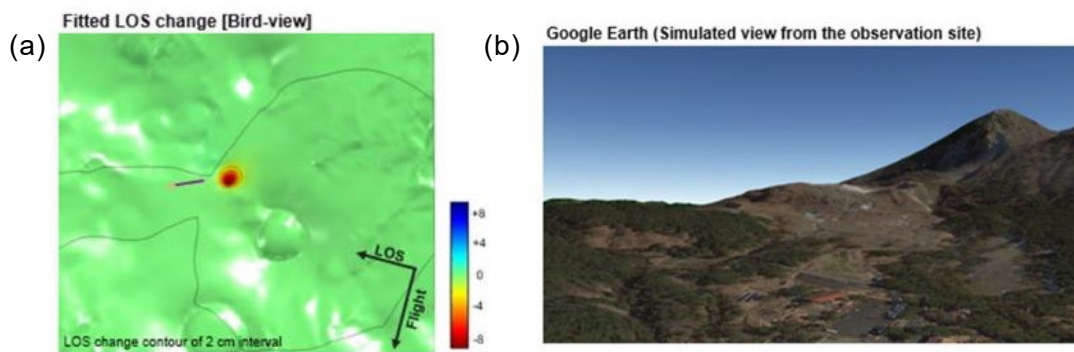 Fitted LOS change [Bird-view]
(a)
+8
+4
0
-4
-8
LOS
Flight
LOS change contour of 2 cm interval
(b)
Google Earth (Simulated view from the observation site)